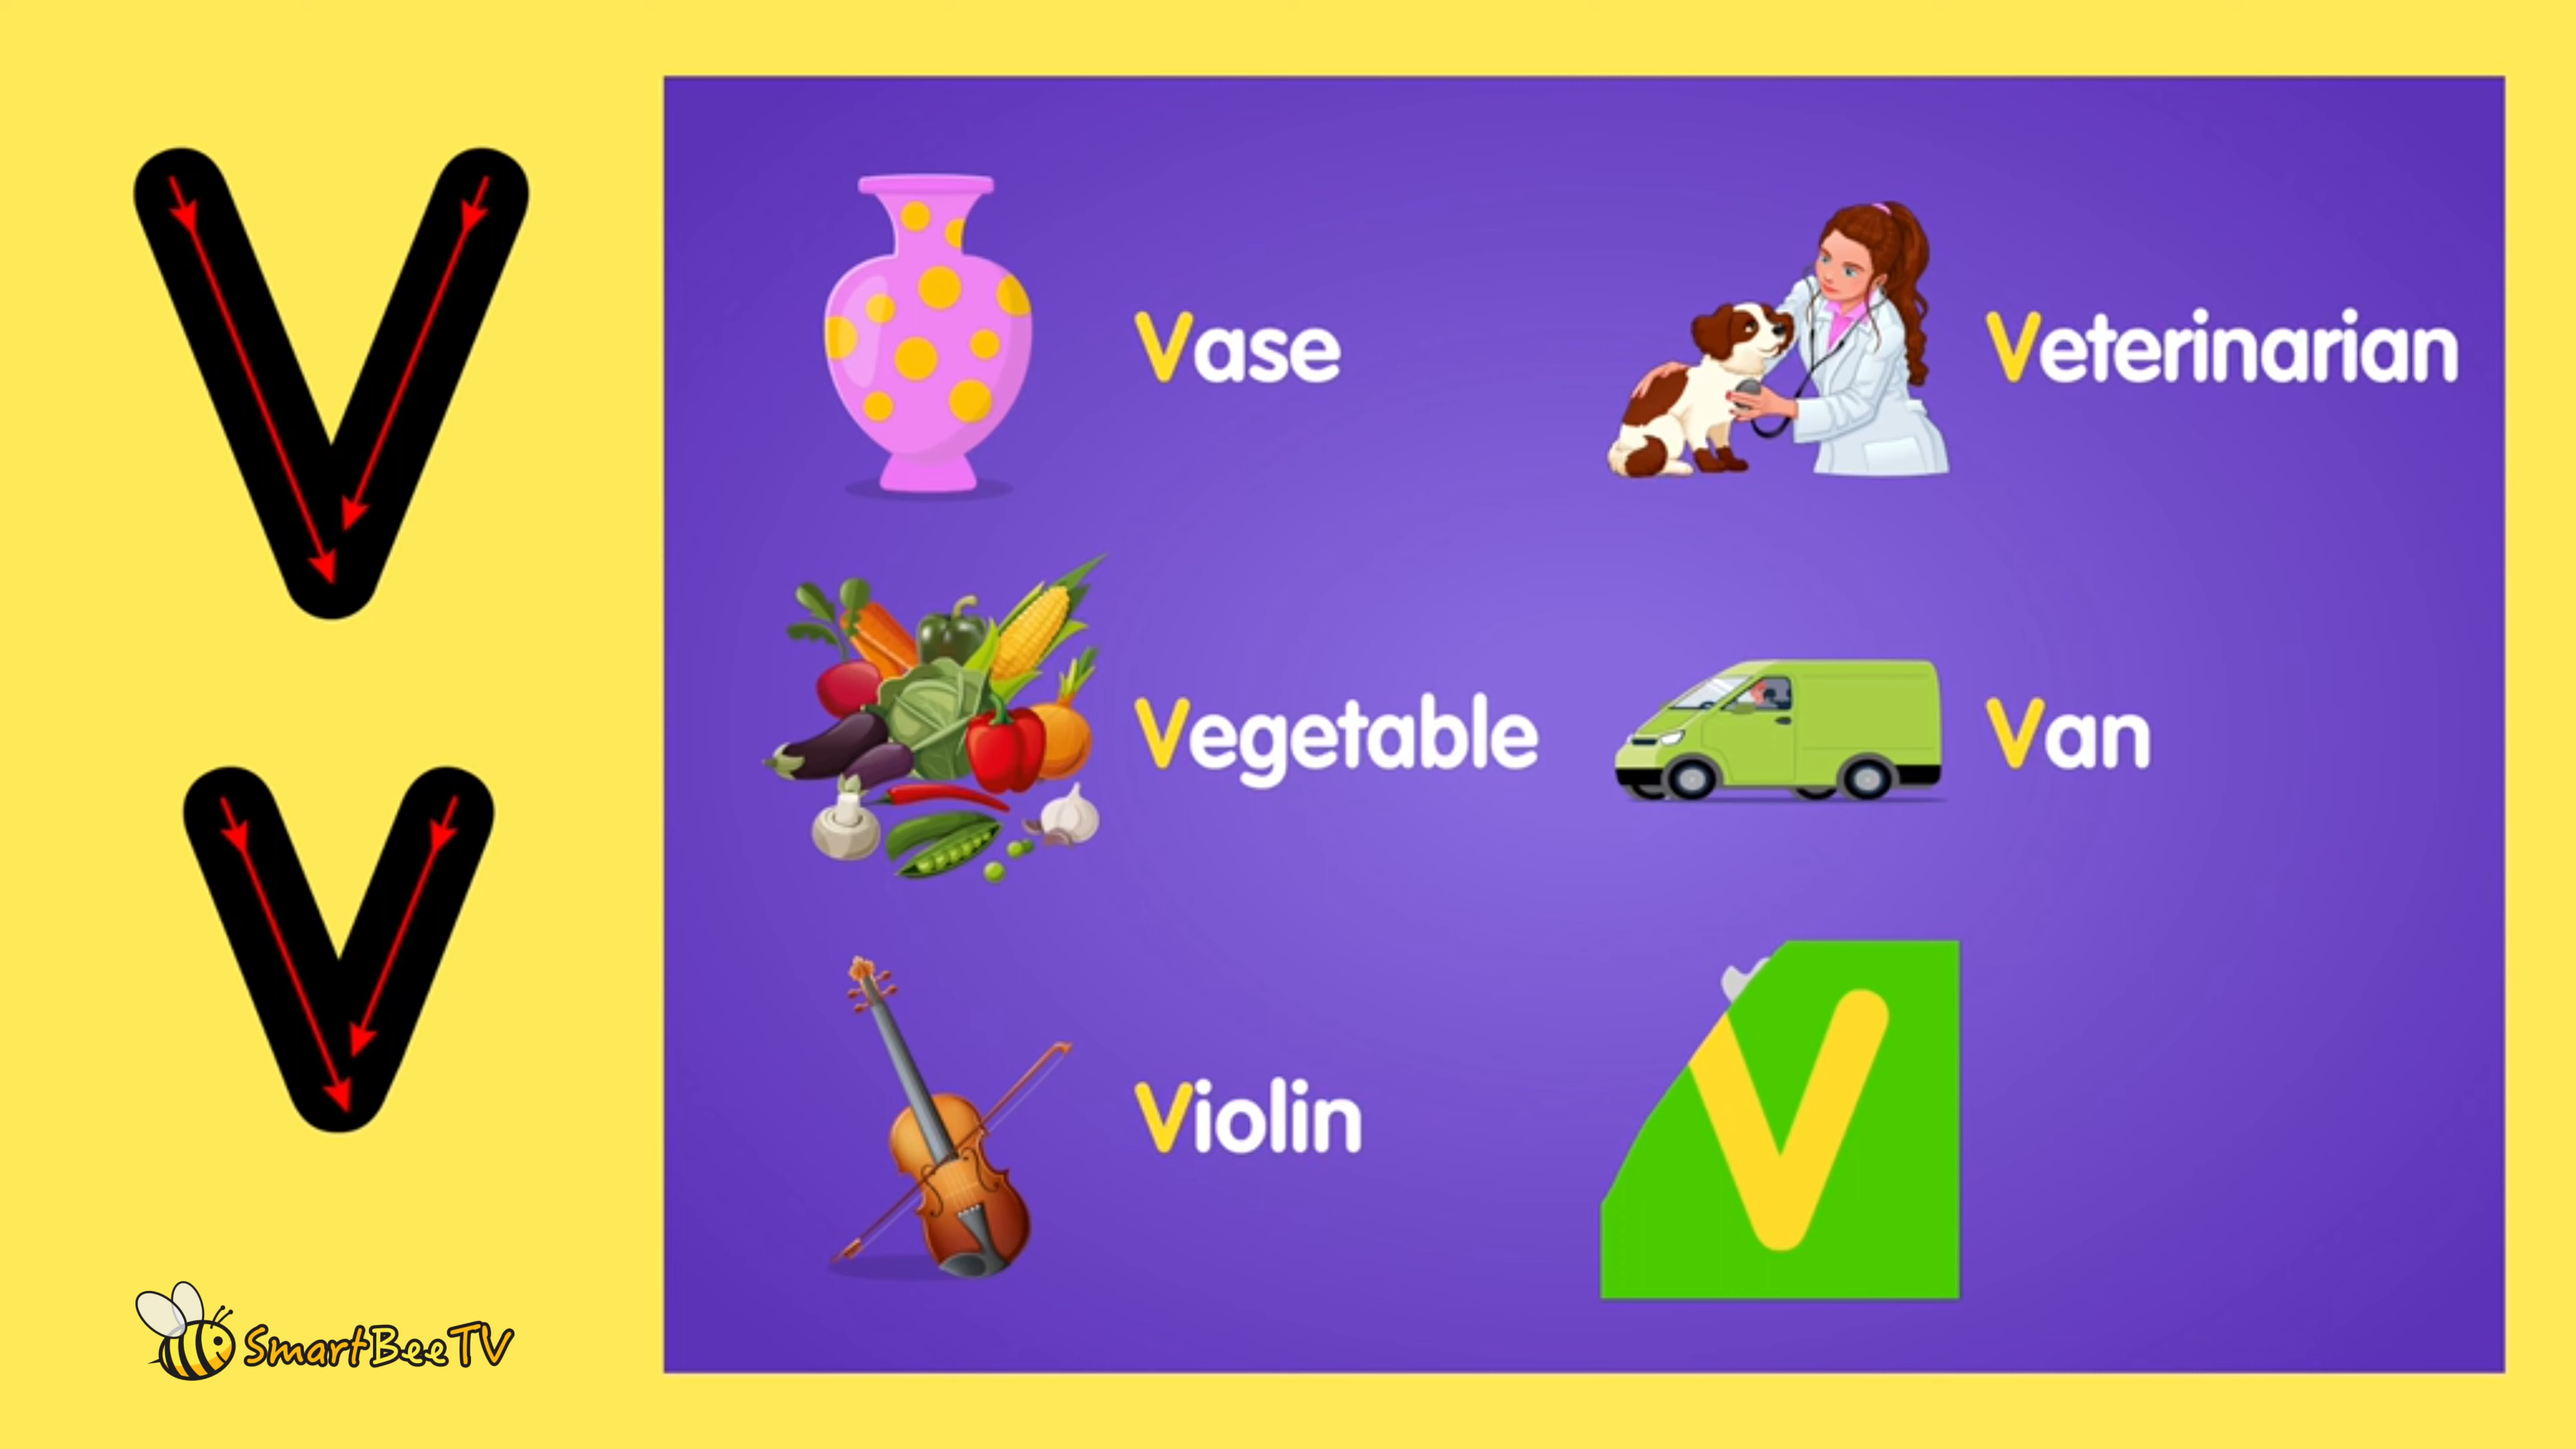 V
v
Vase
Veterinarian
Vegetable
Van
Violin
V
SmartBeeTV